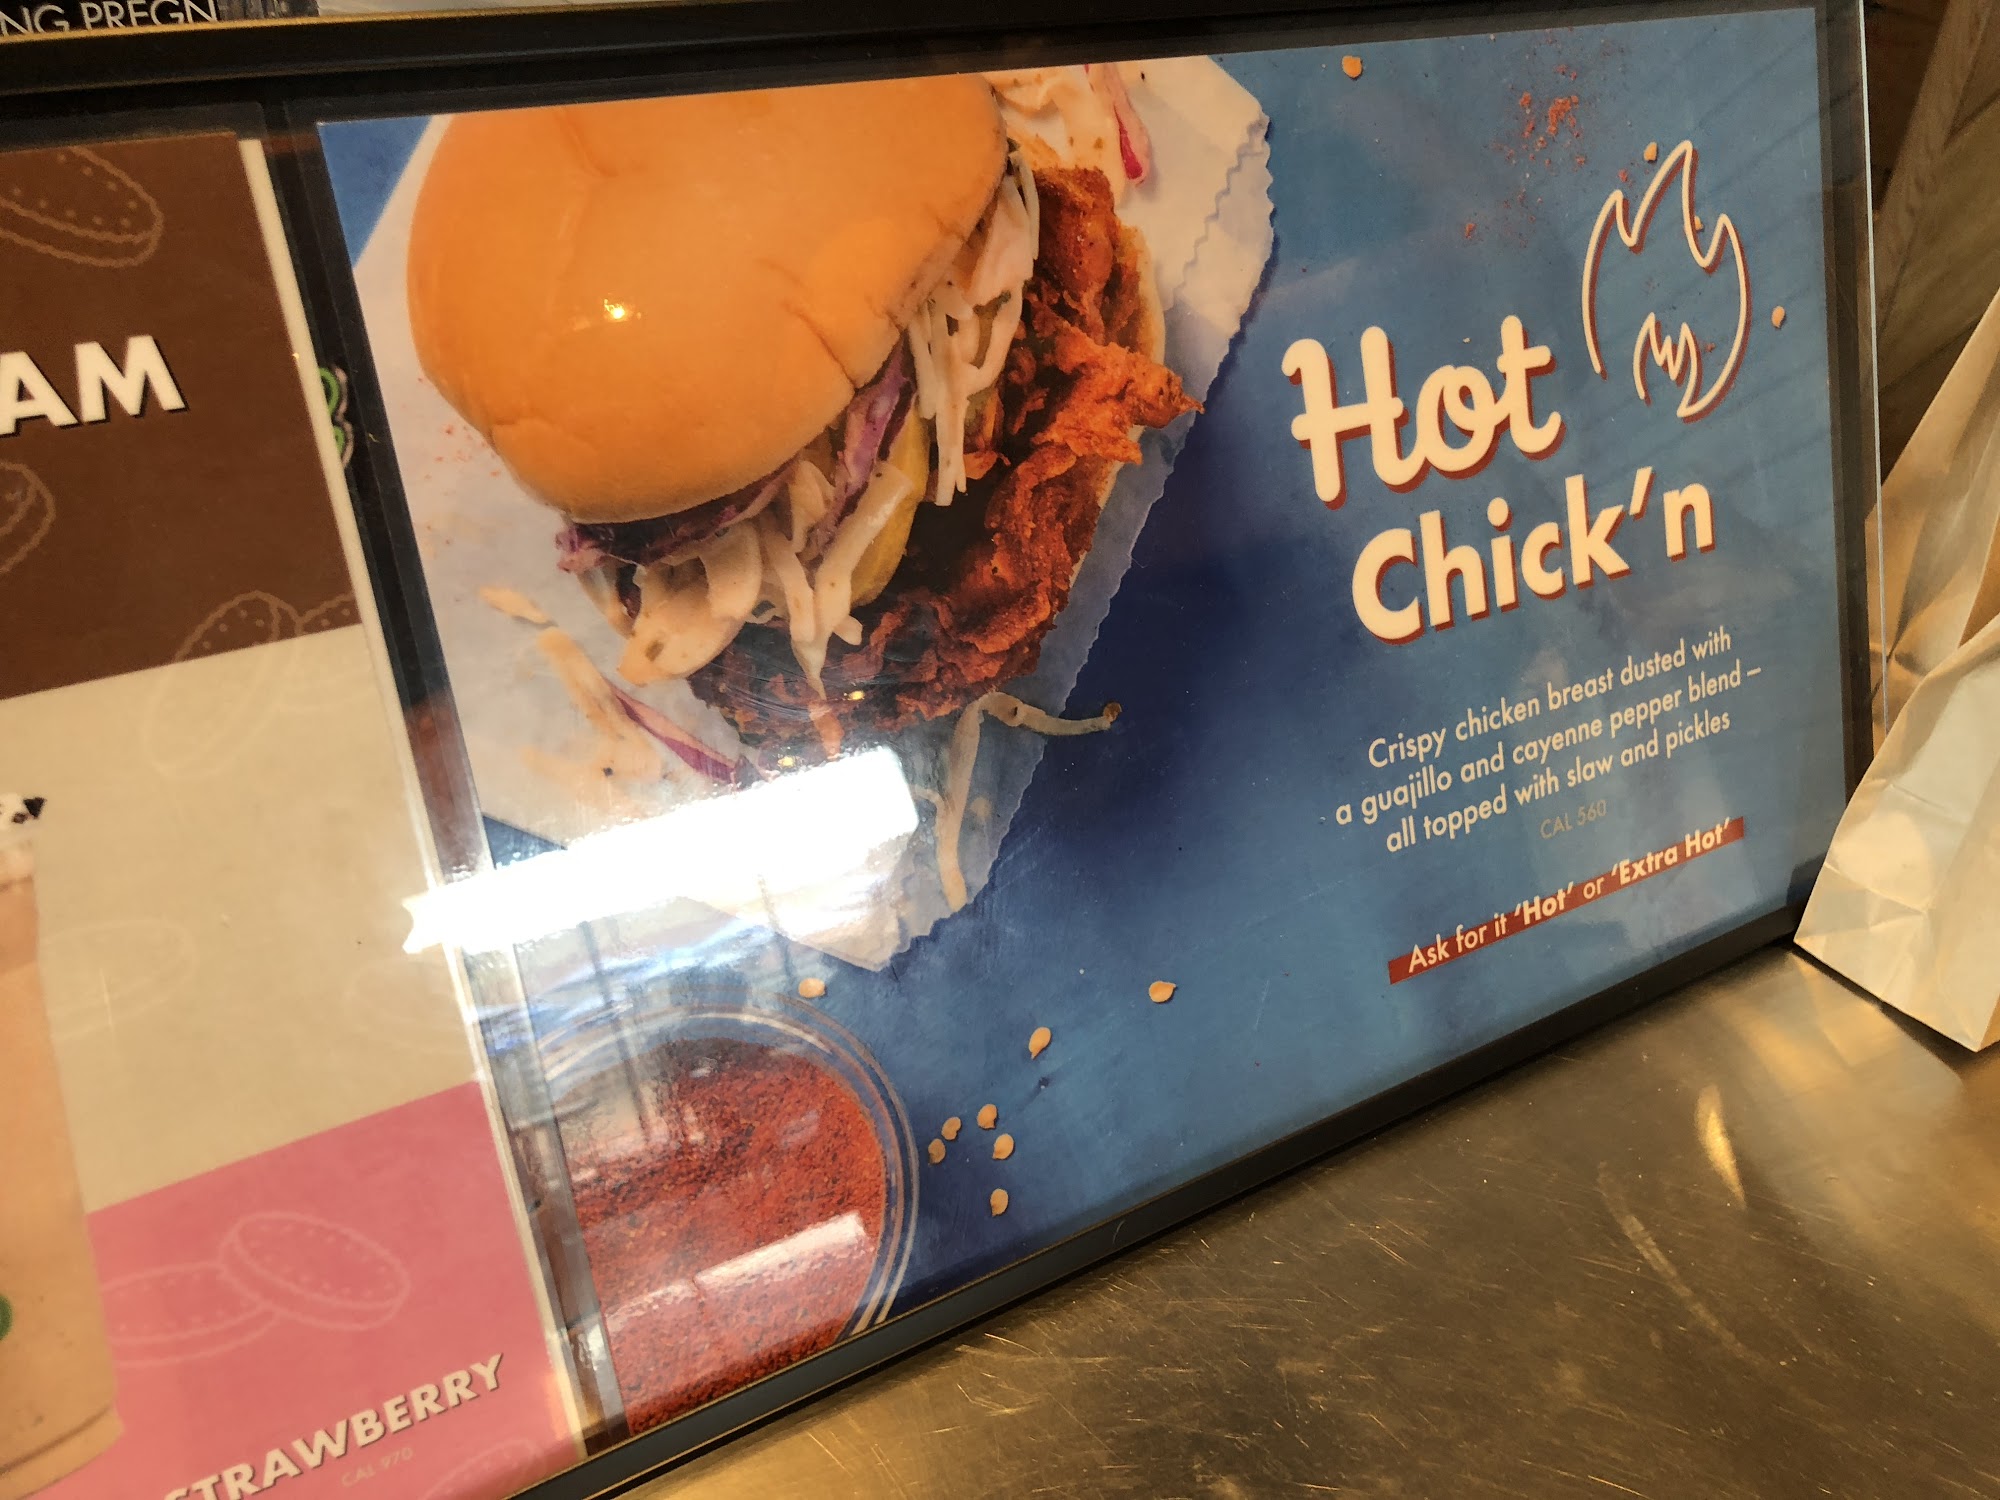 NG PREGN
AM
STRAWBERRY
CAL 970
Hot
Chick'n
Crispy chicken breast dusted with
a guajillo and cayenne pepper blend –
all topped with slaw and pickles
CAL 560
Ask for it 'Hot' or 'Extra Hot'